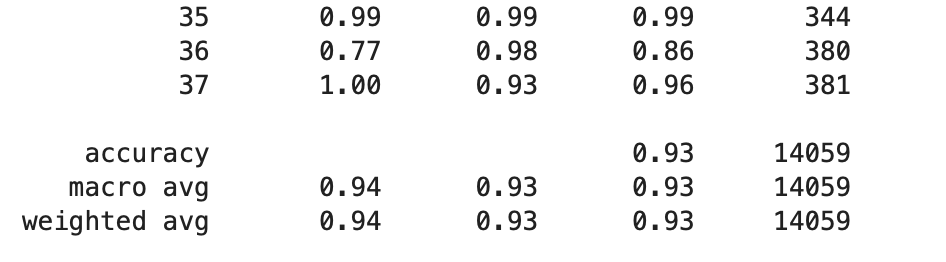 35 0.99 0.99 0.99 344
36 0.77 0.98 0.86 380
37 1.00 0.93 0.96 381
accuracy 0.93 14059
macro avg 0.94 0.93 0.93 14059
weighted avg 0.94 0.93 0.93 14059